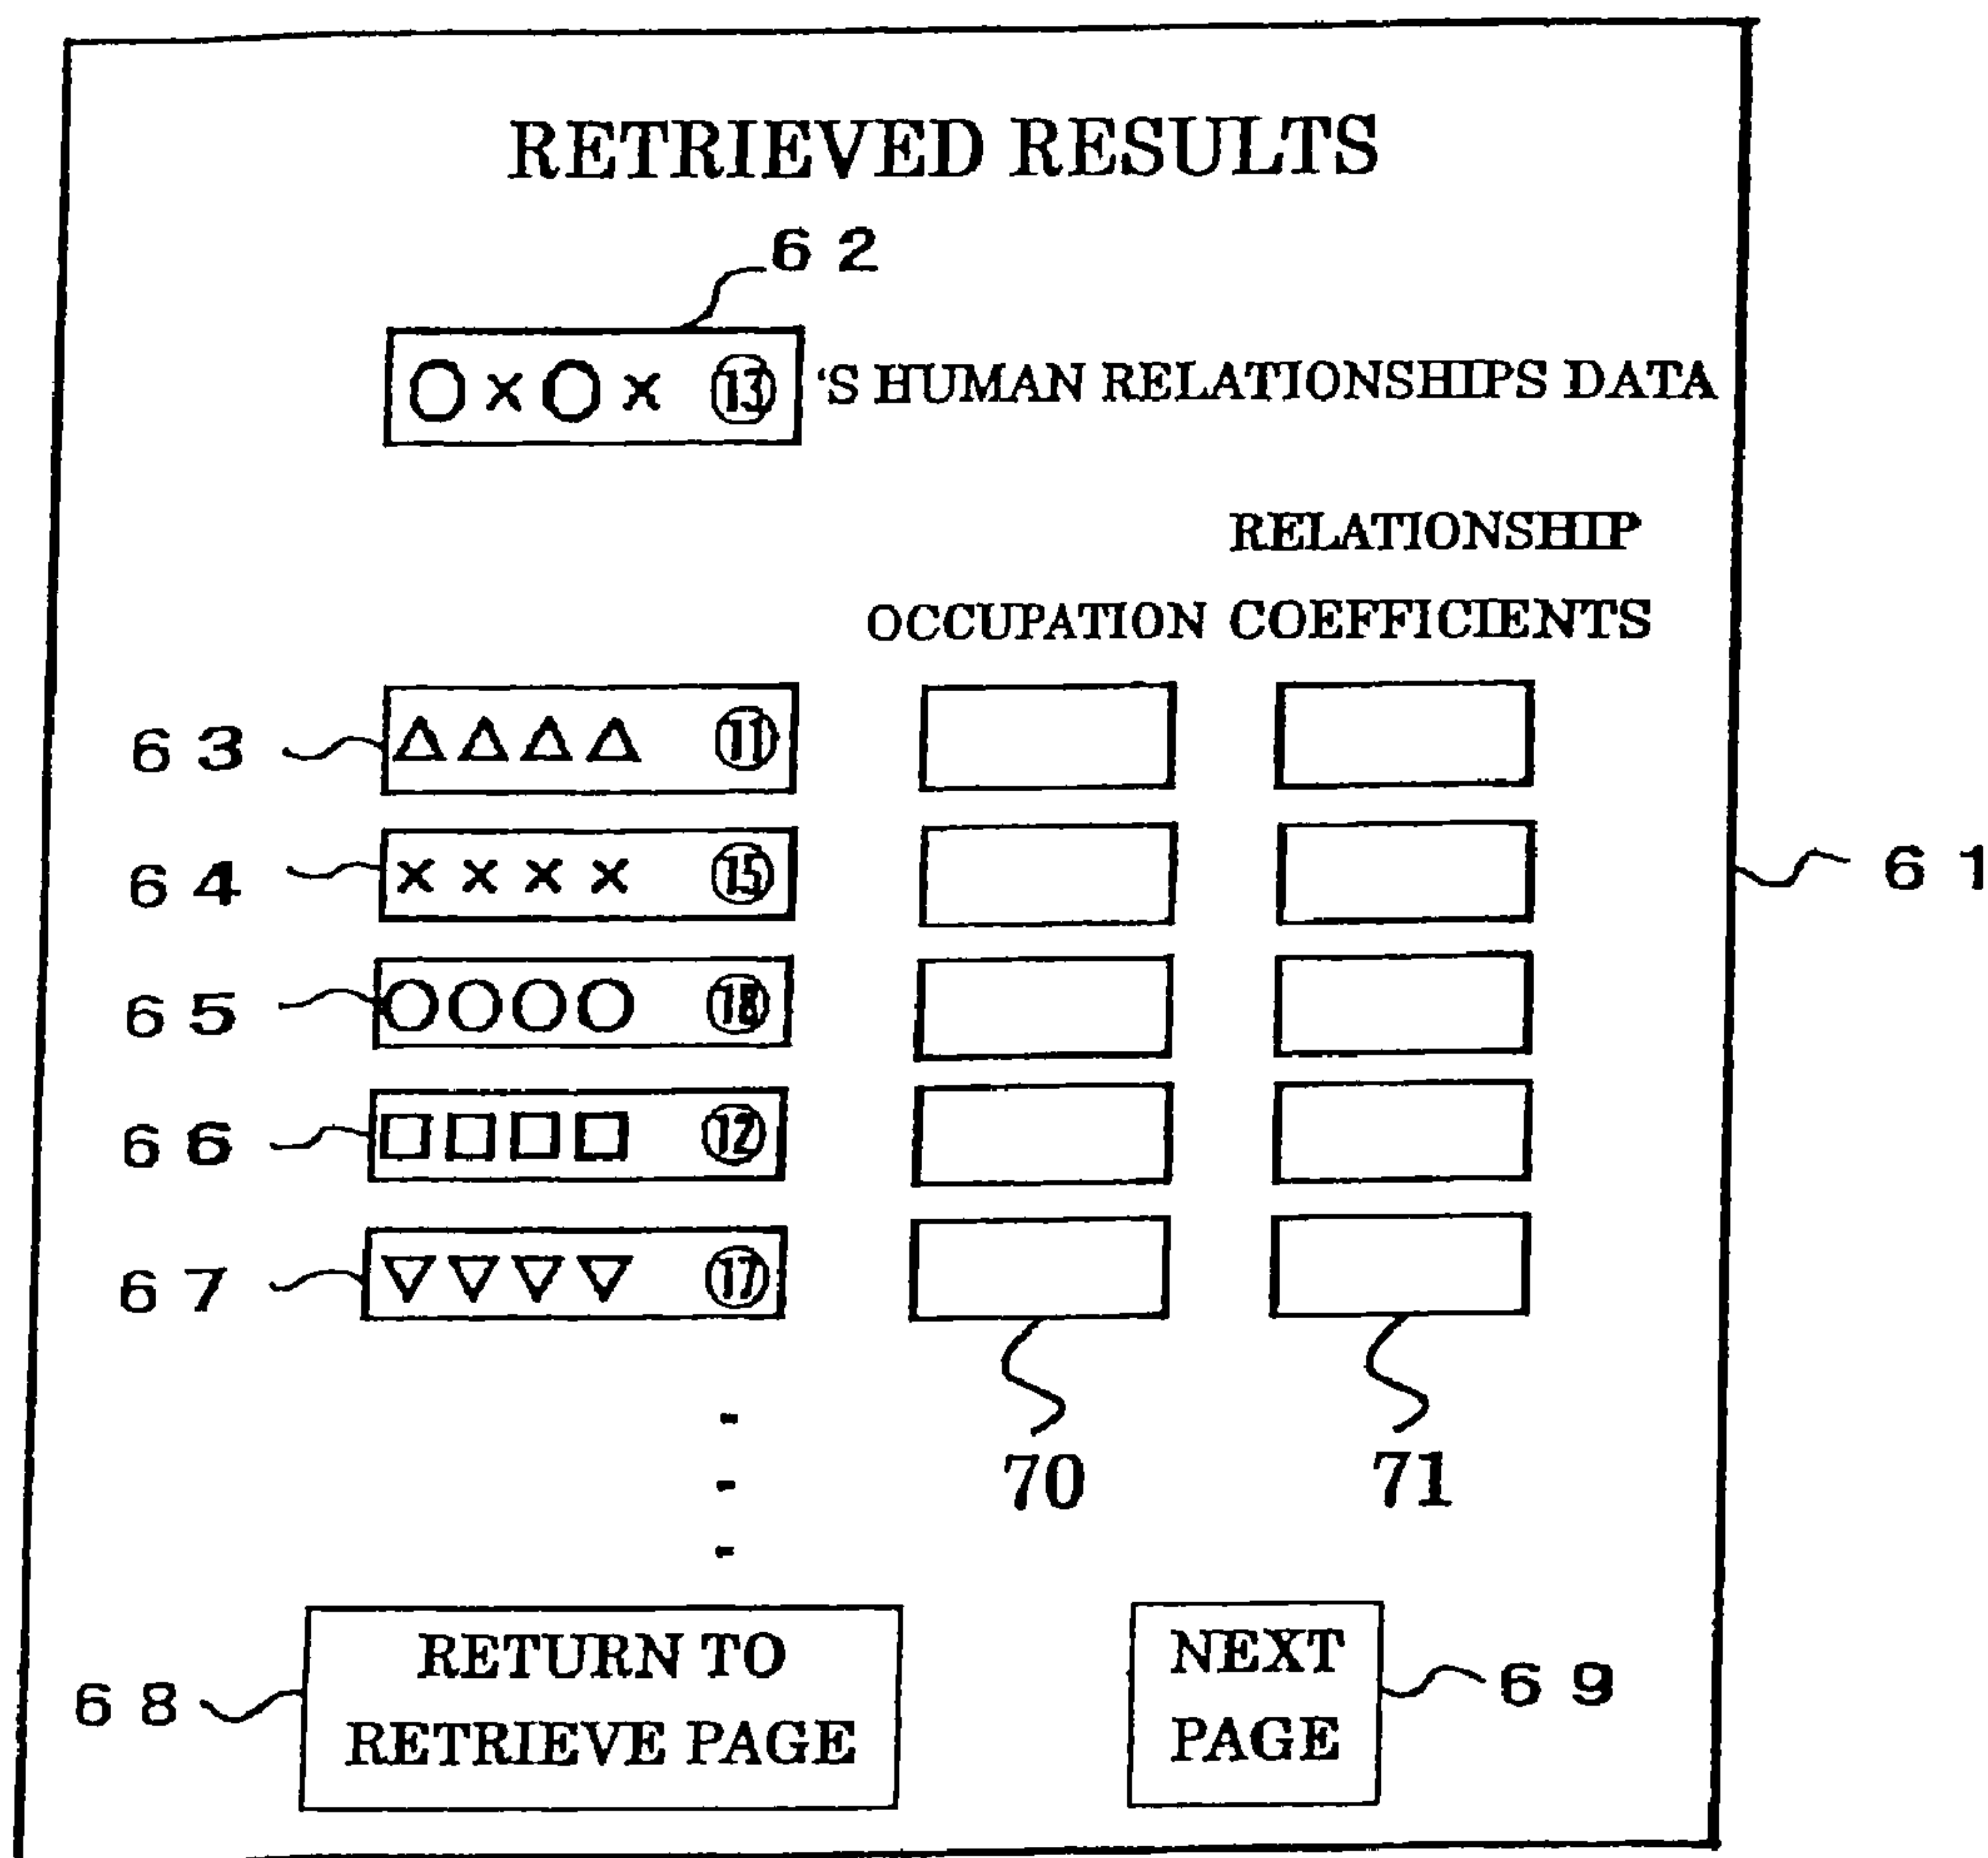 RETRIEVED RESULTS
62
○×○× ⑬ 'S HUMAN RELATIONSHIPS DATA
RELATIONSHIP
OCCUPATION COEFFICIENTS
63 △△△△ ⑪
64 ×××× ⑮ 61
65 ○○○○
66 □□□□ ⑫
67 ▽▽▽▽ ⑰
70 71
68 RETURN TO RETRIEVE PAGE
NEXT PAGE 69